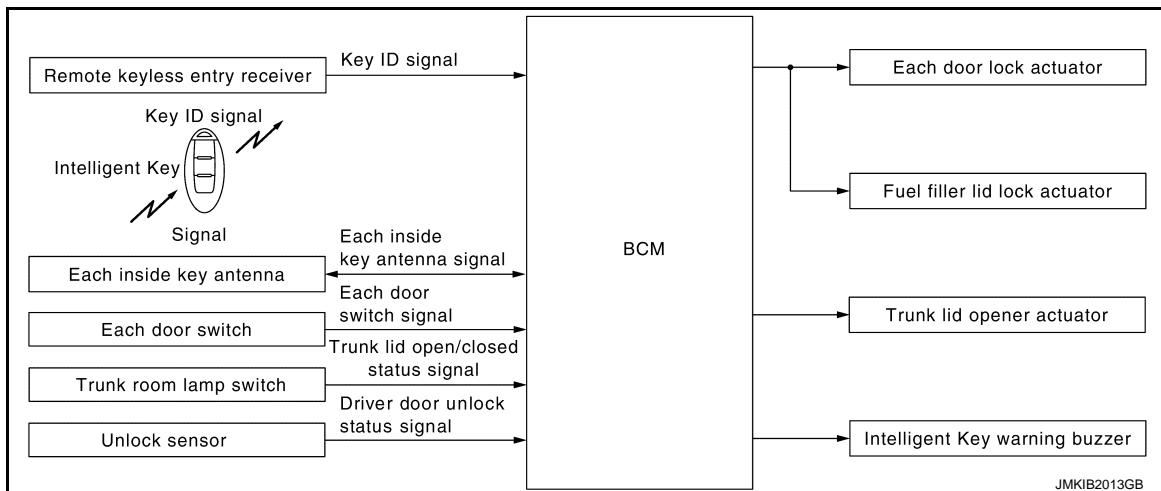 Remote keyless entry receiver
Key ID signal
Key ID signal
Intelligent Key
Signal
Each inside key antenna
Each inside
key antenna signal
Each door switch
Each door
switch signal
Trunk room lamp switch
Trunk lid open/closed
status signal
Unlock sensor
Driver door unlock
status signal
BCM
Each door lock actuator
Fuel filler lid lock actuator
Trunk lid opener actuator
Intelligent Key warning buzzer
JMKIB2013GB